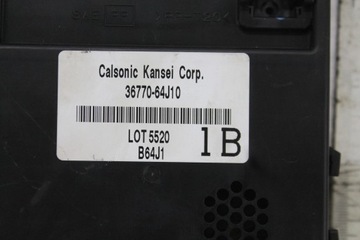 Calsonic Kansei Corp.
36770-64J10
LOT 5520
B64J1
1B